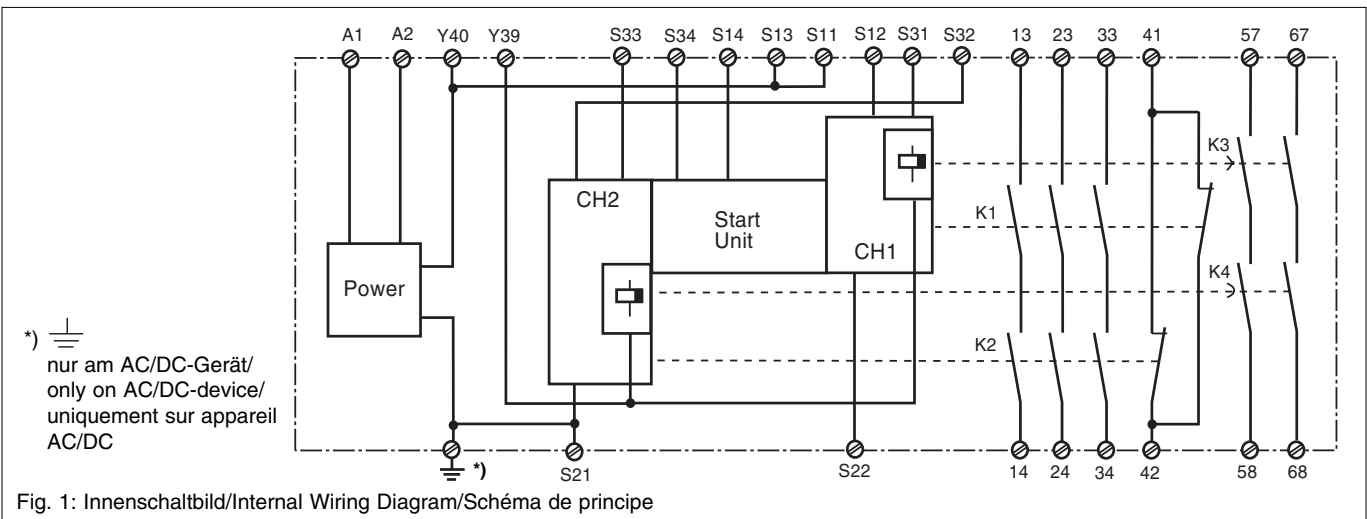 A1 A2 Y40 Y39 S33 S34 S14 S13 S11 S12 S31 S32 13 23 33 41 57 67
K3
CH2
Start
Unit
K1
CH1
Power
K4
*)
nur am AC/DC-Gerät/
only on AC/DC-device/
uniquement sur appareil
AC/DC
K2
*) S21 S22 14 24 34 42 58 68
Fig. 1: Innenschaltbild/Internal Wiring Diagram/Schéma de principe